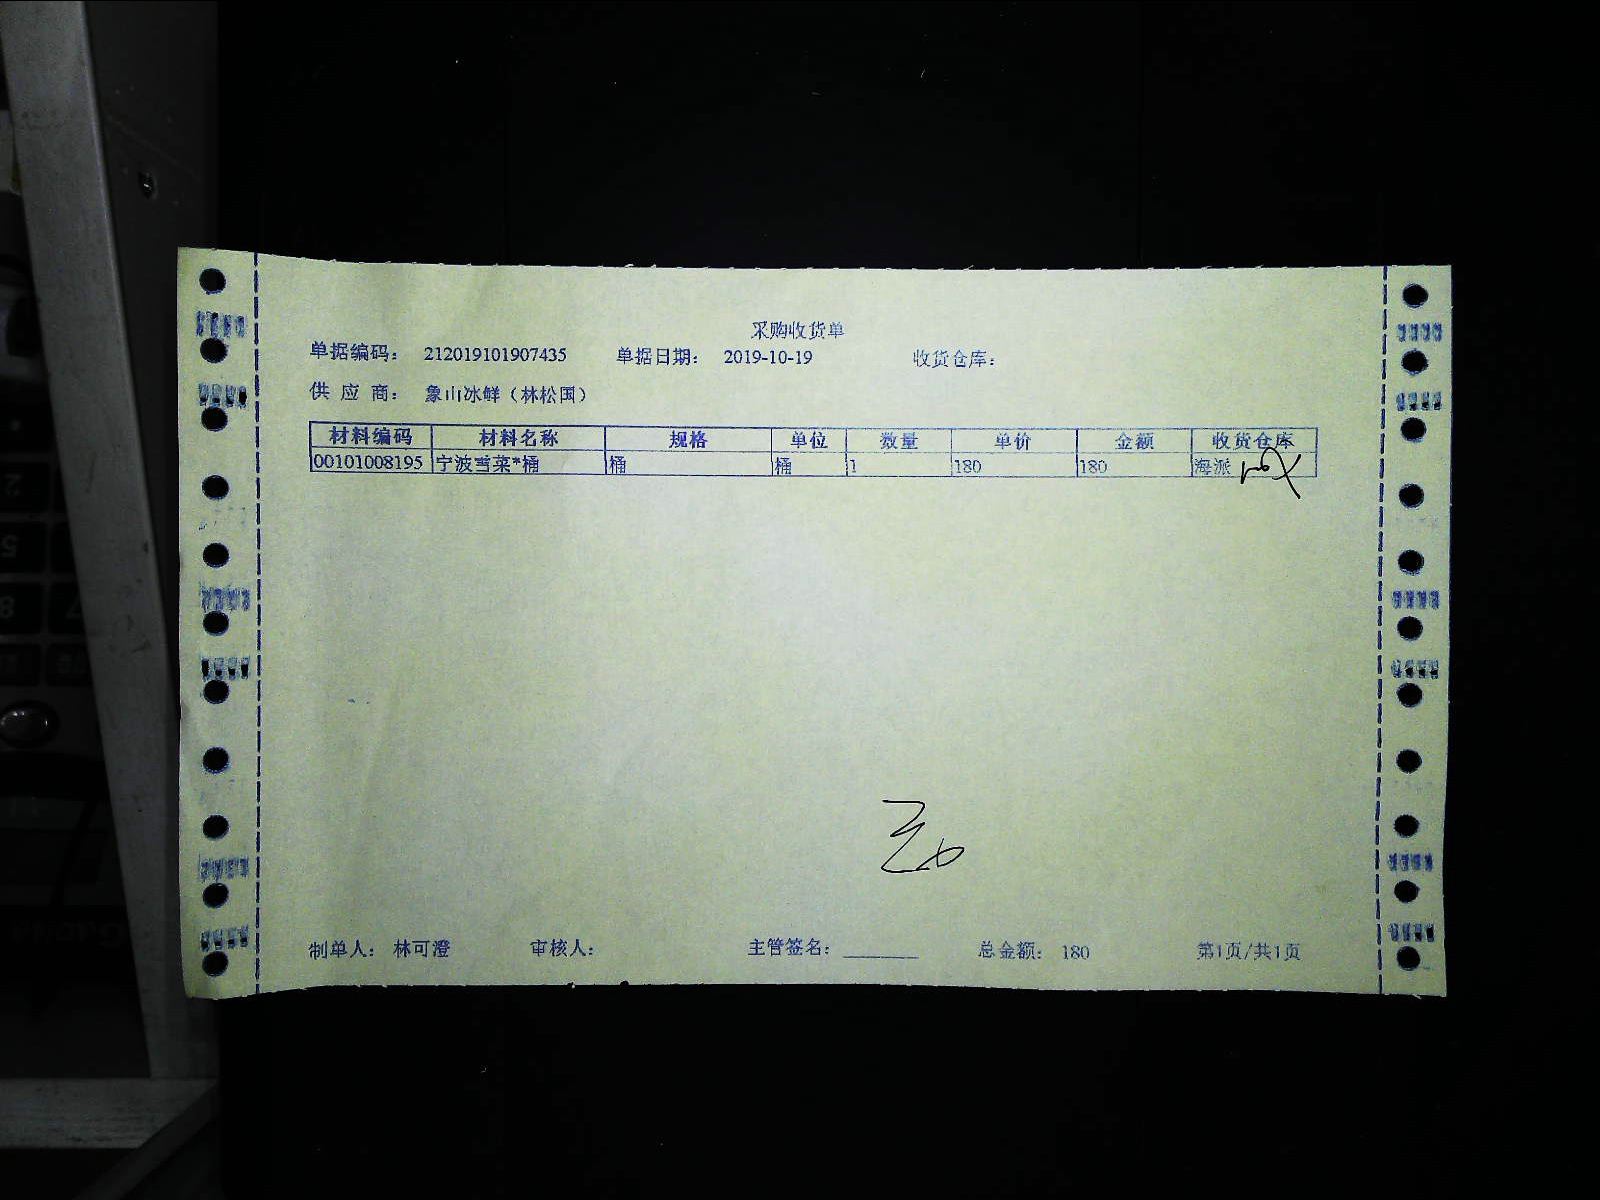 采购收货单
单据编码: 212019101907435 单据日期: 2019-10-19 收货仓库:
供 应 商: 象山冰鲜（林松国）
材料编码 材料名称 规格 单位 数量 单价 金额 收货仓库
00101008195 宁波雪菜*桶 桶 桶 1 180 180 海派
制单人: 林可澄 审核人: 主管签名: ________ 总金额: 180 第1页/共1页